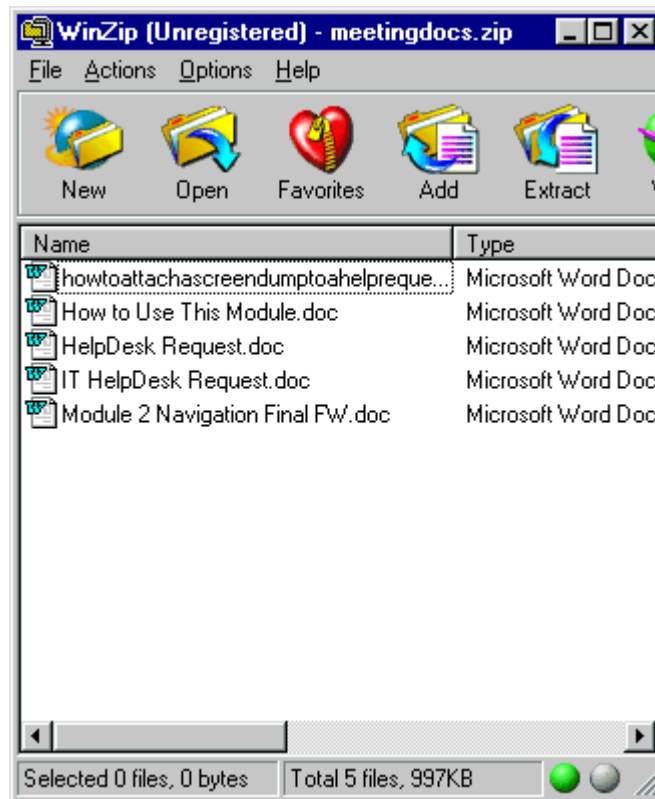 WinZip (Unregistered) - meetingdocs.zip
File Actions Options Help
New Open Favorites Add Extract
Name Type
howtoattachascreendumptoahelpreque... Microsoft Word Doc
How to Use This Module.doc Microsoft Word Doc
HelpDesk Request.doc Microsoft Word Doc
IT HelpDesk Request.doc Microsoft Word Doc
Module 2 Navigation Final FW.doc Microsoft Word Doc
Selected 0 files, 0 bytes Total 5 files, 997KB